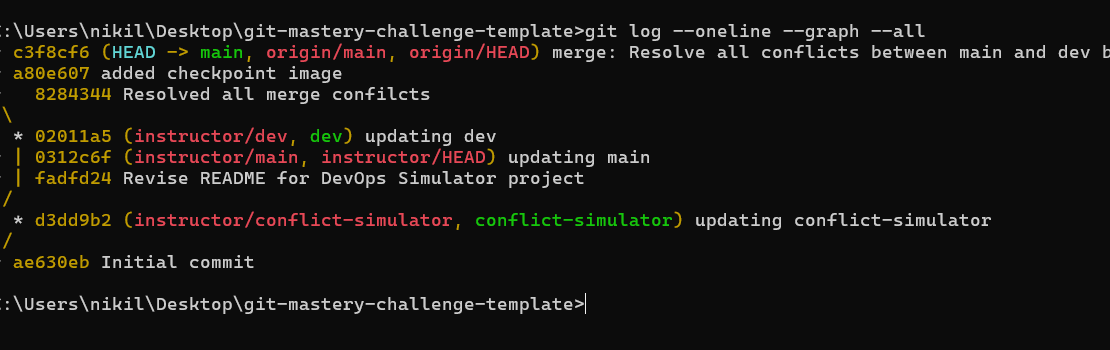 :\Users\nikil\Desktop\git-mastery-challenge-template>git log --oneline --graph --all
c3f8cf6 (HEAD -> main, origin/main, origin/HEAD) merge: Resolve all conflicts between main and dev b
a80e607 added checkpoint image
8284344 Resolved all merge confilcts
\
* 02011a5 (instructor/dev, dev) updating dev
| 0312c6f (instructor/main, instructor/HEAD) updating main
| fadfd24 Revise README for DevOps Simulator project
/
* d3dd9b2 (instructor/conflict-simulator, conflict-simulator) updating conflict-simulator
/
ae630eb Initial commit
:\Users\nikil\Desktop\git-mastery-challenge-template>